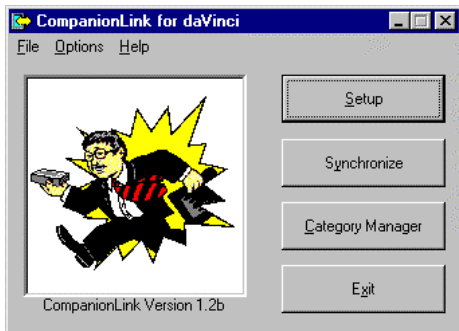 CompanionLink for daVinci
File Options Help
Setup
Synchronize
Category Manager
Exit
CompanionLink Version 1.2b